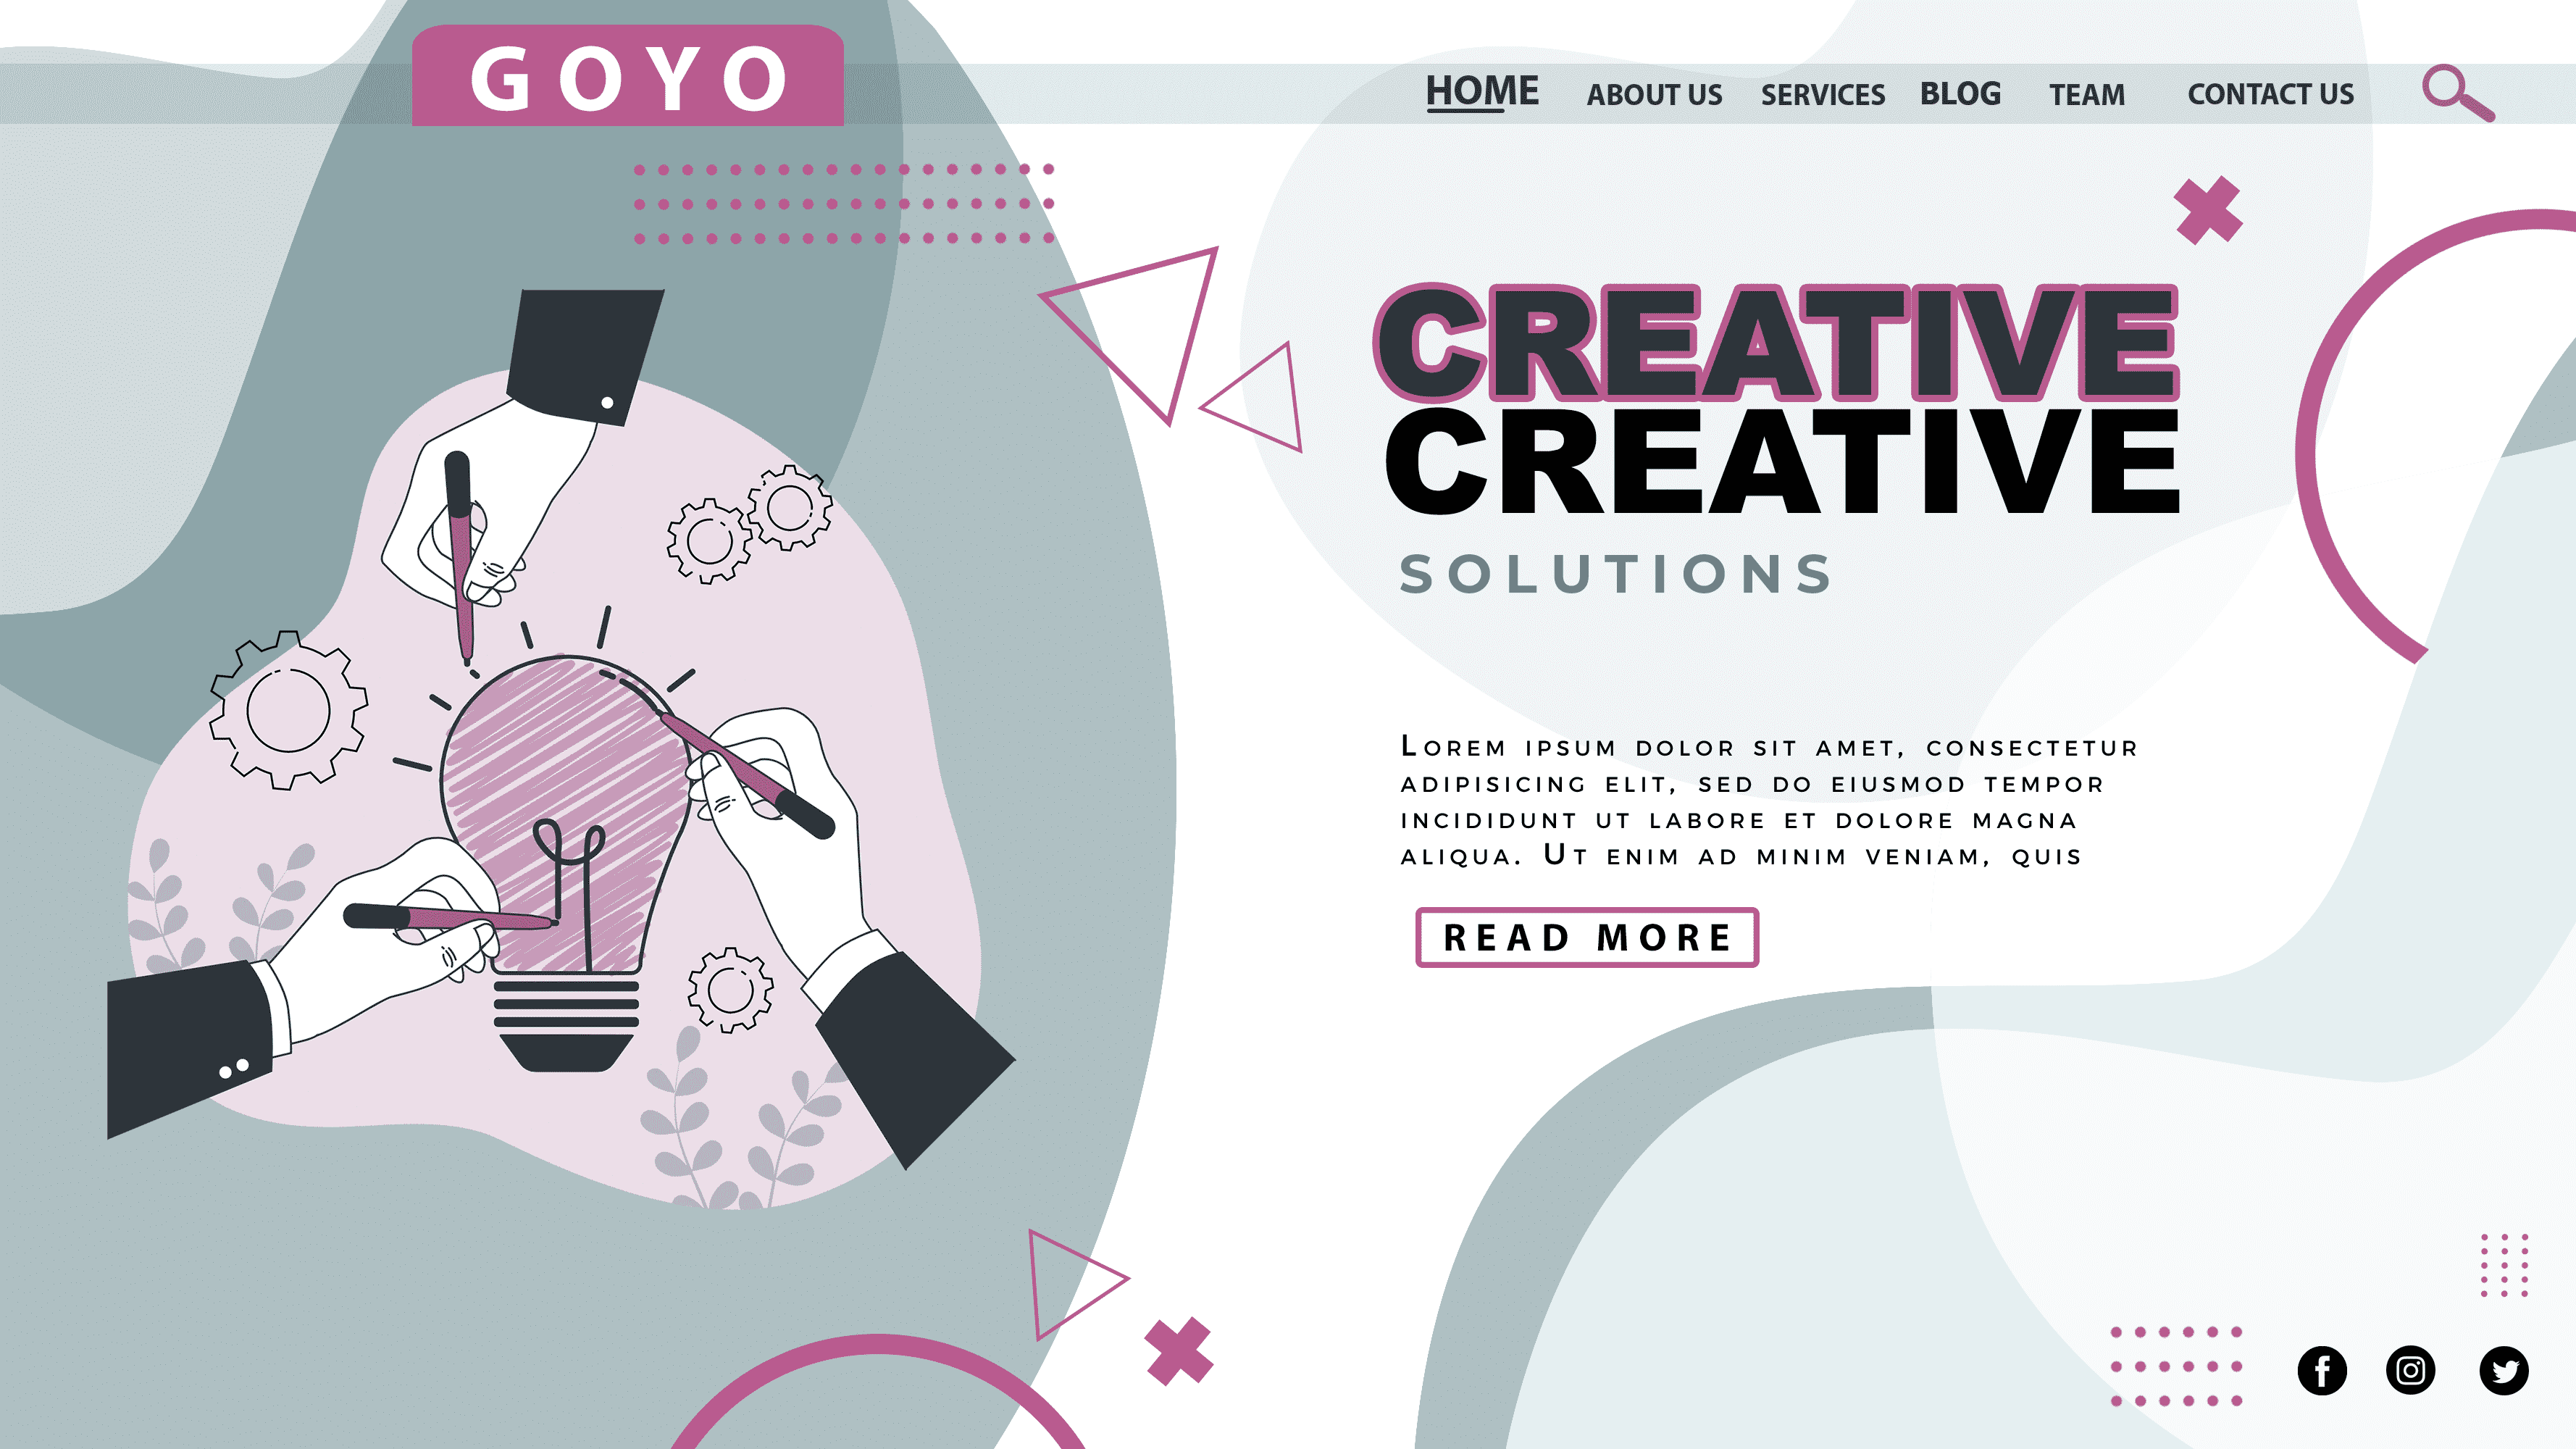 GOYO
HOME ABOUT US SERVICES BLOG TEAM CONTACT US
CREATIVE
CREATIVE
SOLUTIONS
LOREM IPSUM DOLOR SIT AMET, CONSECTETUR
ADIPISICING ELIT, SED DO EIUSMOD TEMPOR
INCIDIDUNT UT LABORE ET DOLORE MAGNA
ALIQUA. UT ENIM AD MINIM VENIAM, QUIS
READ MORE